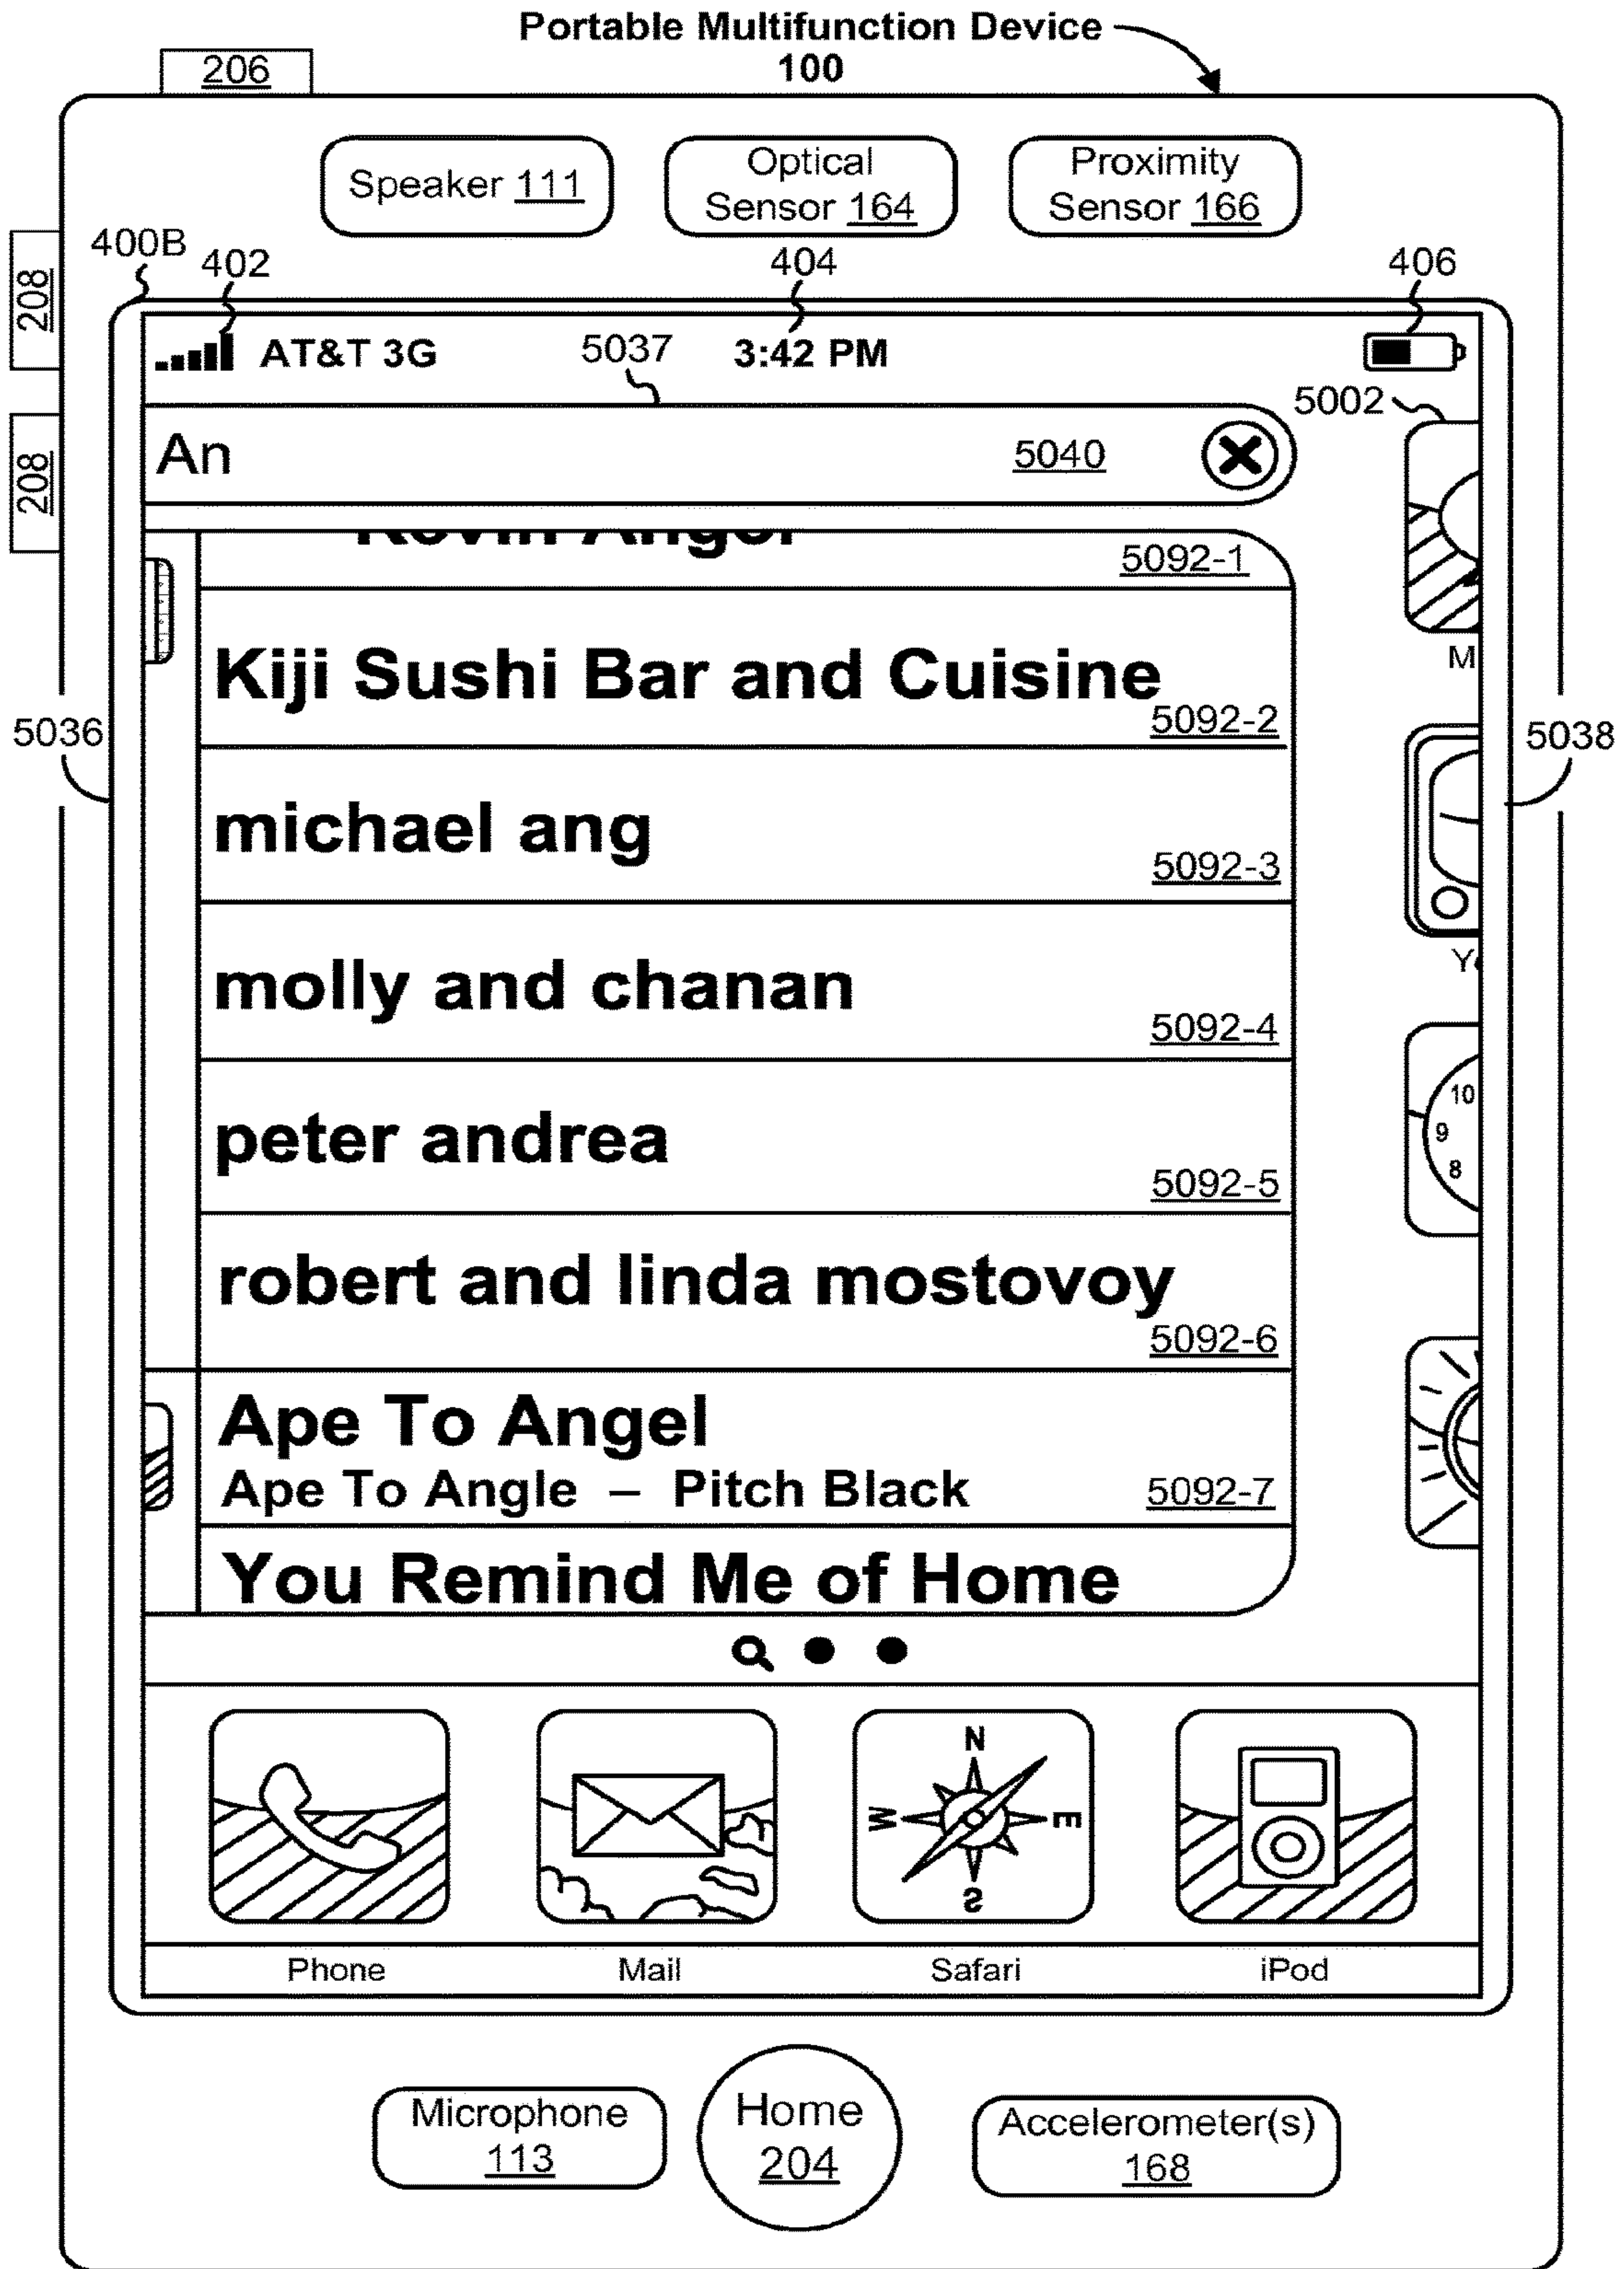 Portable Multifunction Device
100
206
Speaker 111
Optical
Sensor 164
Proximity
Sensor 166
208
208
400B
402
404
406
AT&T 3G
5037
3:42 PM
5002
An
5040
Kevin Anger
5092-1
M
Kiji Sushi Bar and Cuisine
5092-2
5036
5038
michael ang
5092-3
Y
molly and chanan
5092-4
peter andrea
5092-5
10
9
8
robert and linda mostovoy
5092-6
Ape To Angel
Ape To Angle – Pitch Black
5092-7
You Remind Me of Home
N
W
E
S
Phone
Mail
Safari
iPod
Microphone
113
Home
204
Accelerometer(s)
168